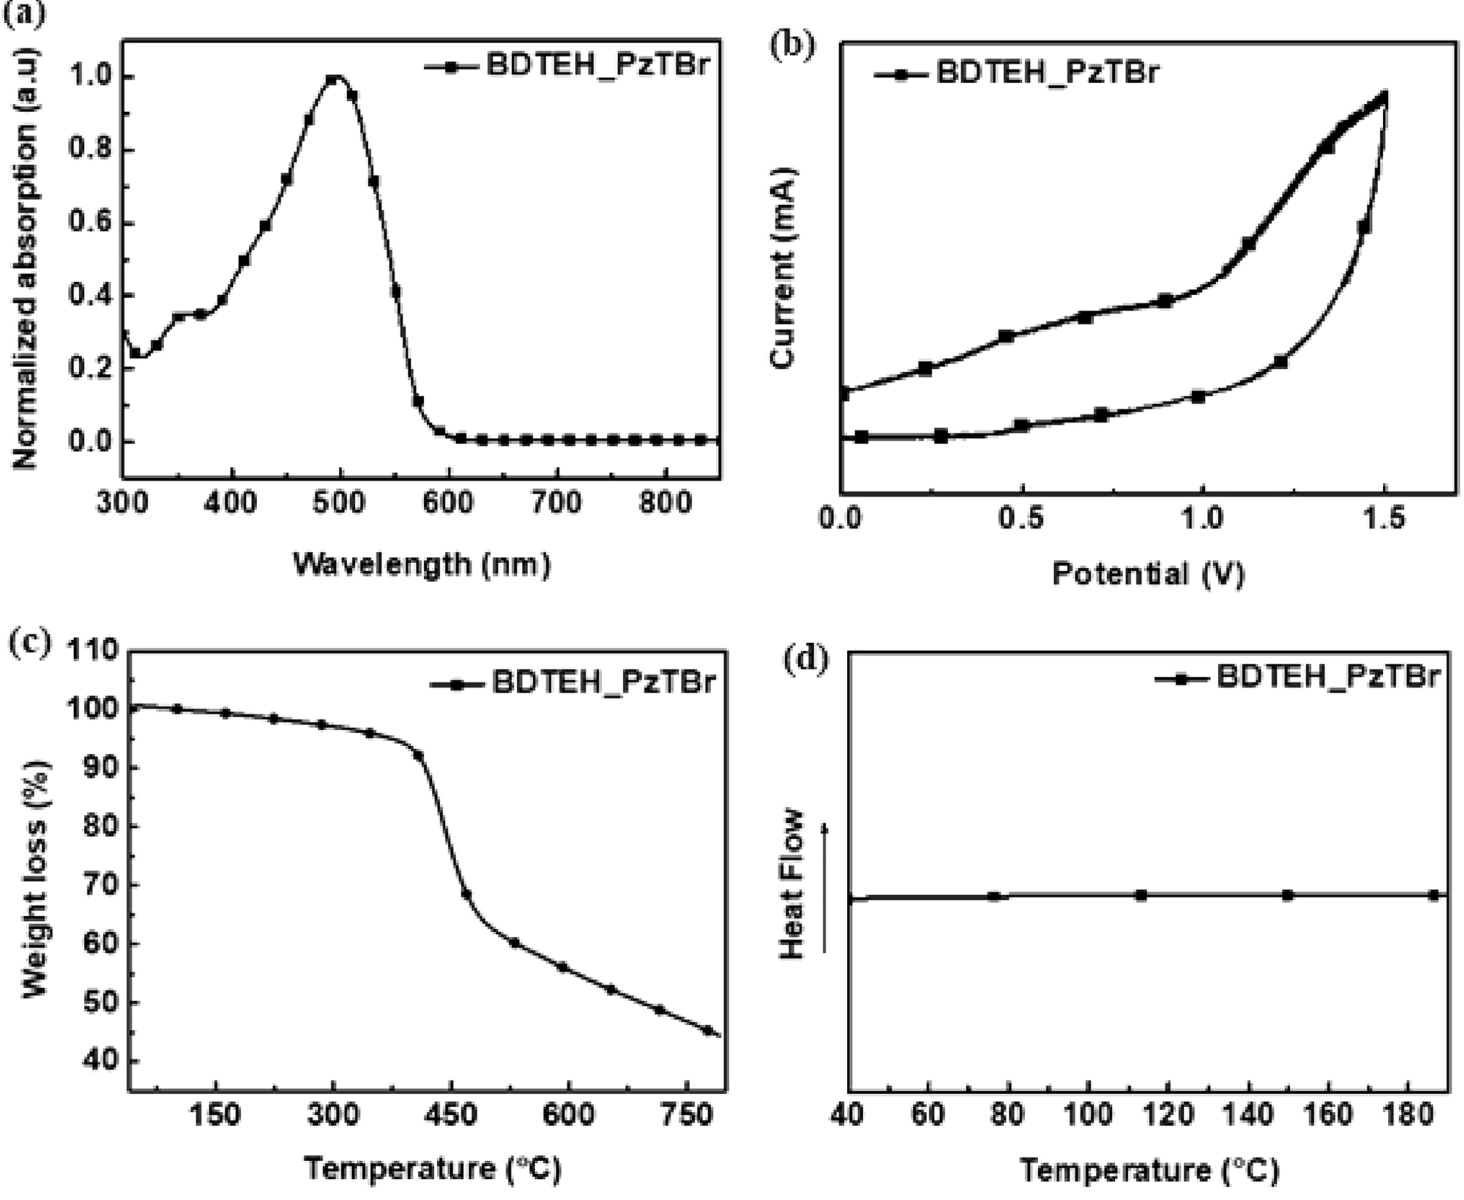 (a)
BDTEH_PzTBr
Normalized absorption (a.u)
1.0
0.8
0.6
0.4
0.2
0.0
300 400 500 600 700 800
Wavelength (nm)
(b)
BDTEH_PzTBr
Current (mA)
0.0 0.5 1.0 1.5
Potential (V)
(c)
BDTEH_PzTBr
Weight loss (%)
110
100
90
80
70
60
50
40
150 300 450 600 750
Temperature (°C)
(d)
BDTEH_PzTBr
Heat Flow
40 60 80 100 120 140 160 180
Temperature (°C)